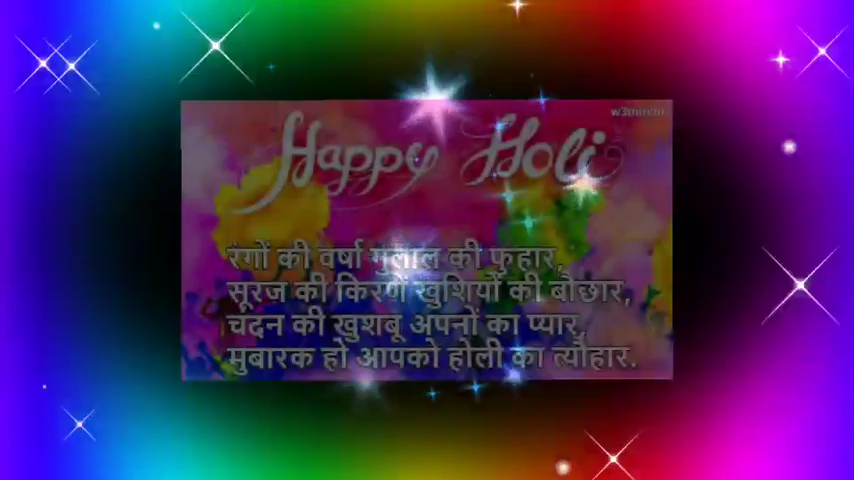 Happy Holi
रंगों की वर्षा गुलाल की फुहार,
सूरज की किरणें खुशियों की बौछार,
चंदन की खुशबू अपनों का प्यार,
मुबारक हो आपको होली का त्यौहार.